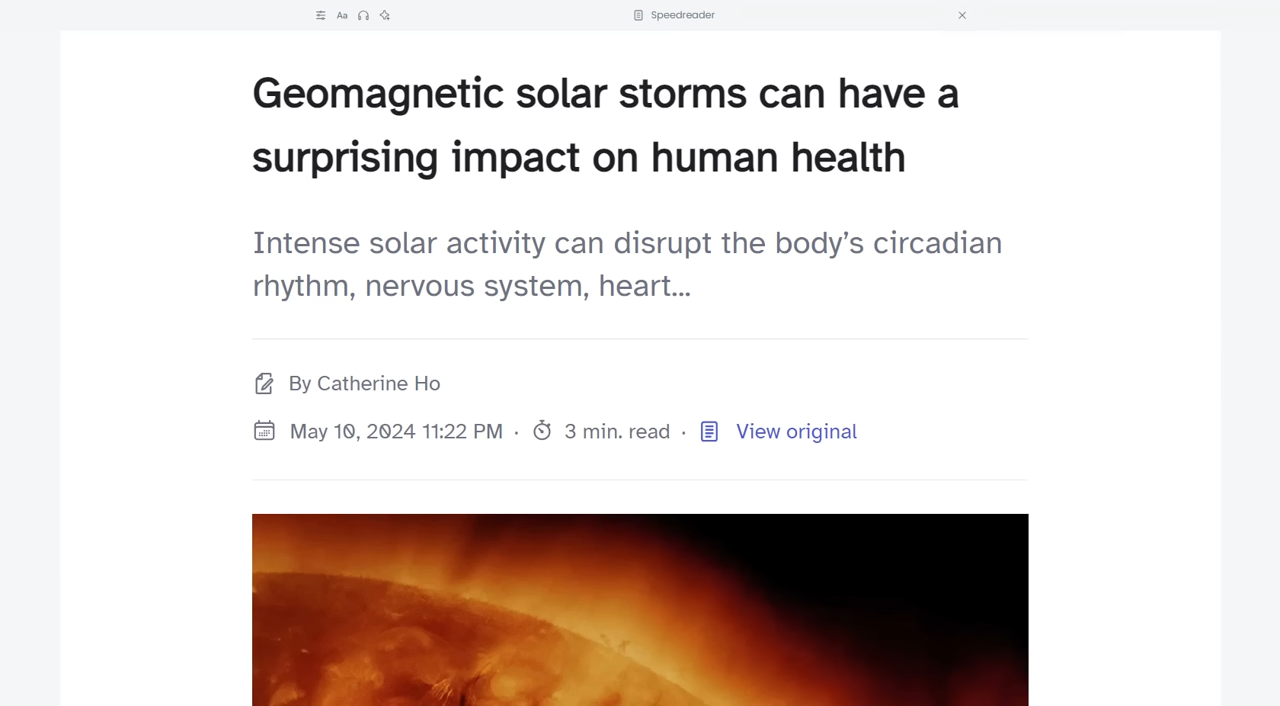 Aa
Speedreader
Geomagnetic solar storms can have a
surprising impact on human health
Intense solar activity can disrupt the body’s circadian
rhythm, nervous system, heart...
By Catherine Ho
May 10, 2024 11:22 PM · 3 min. read · View original